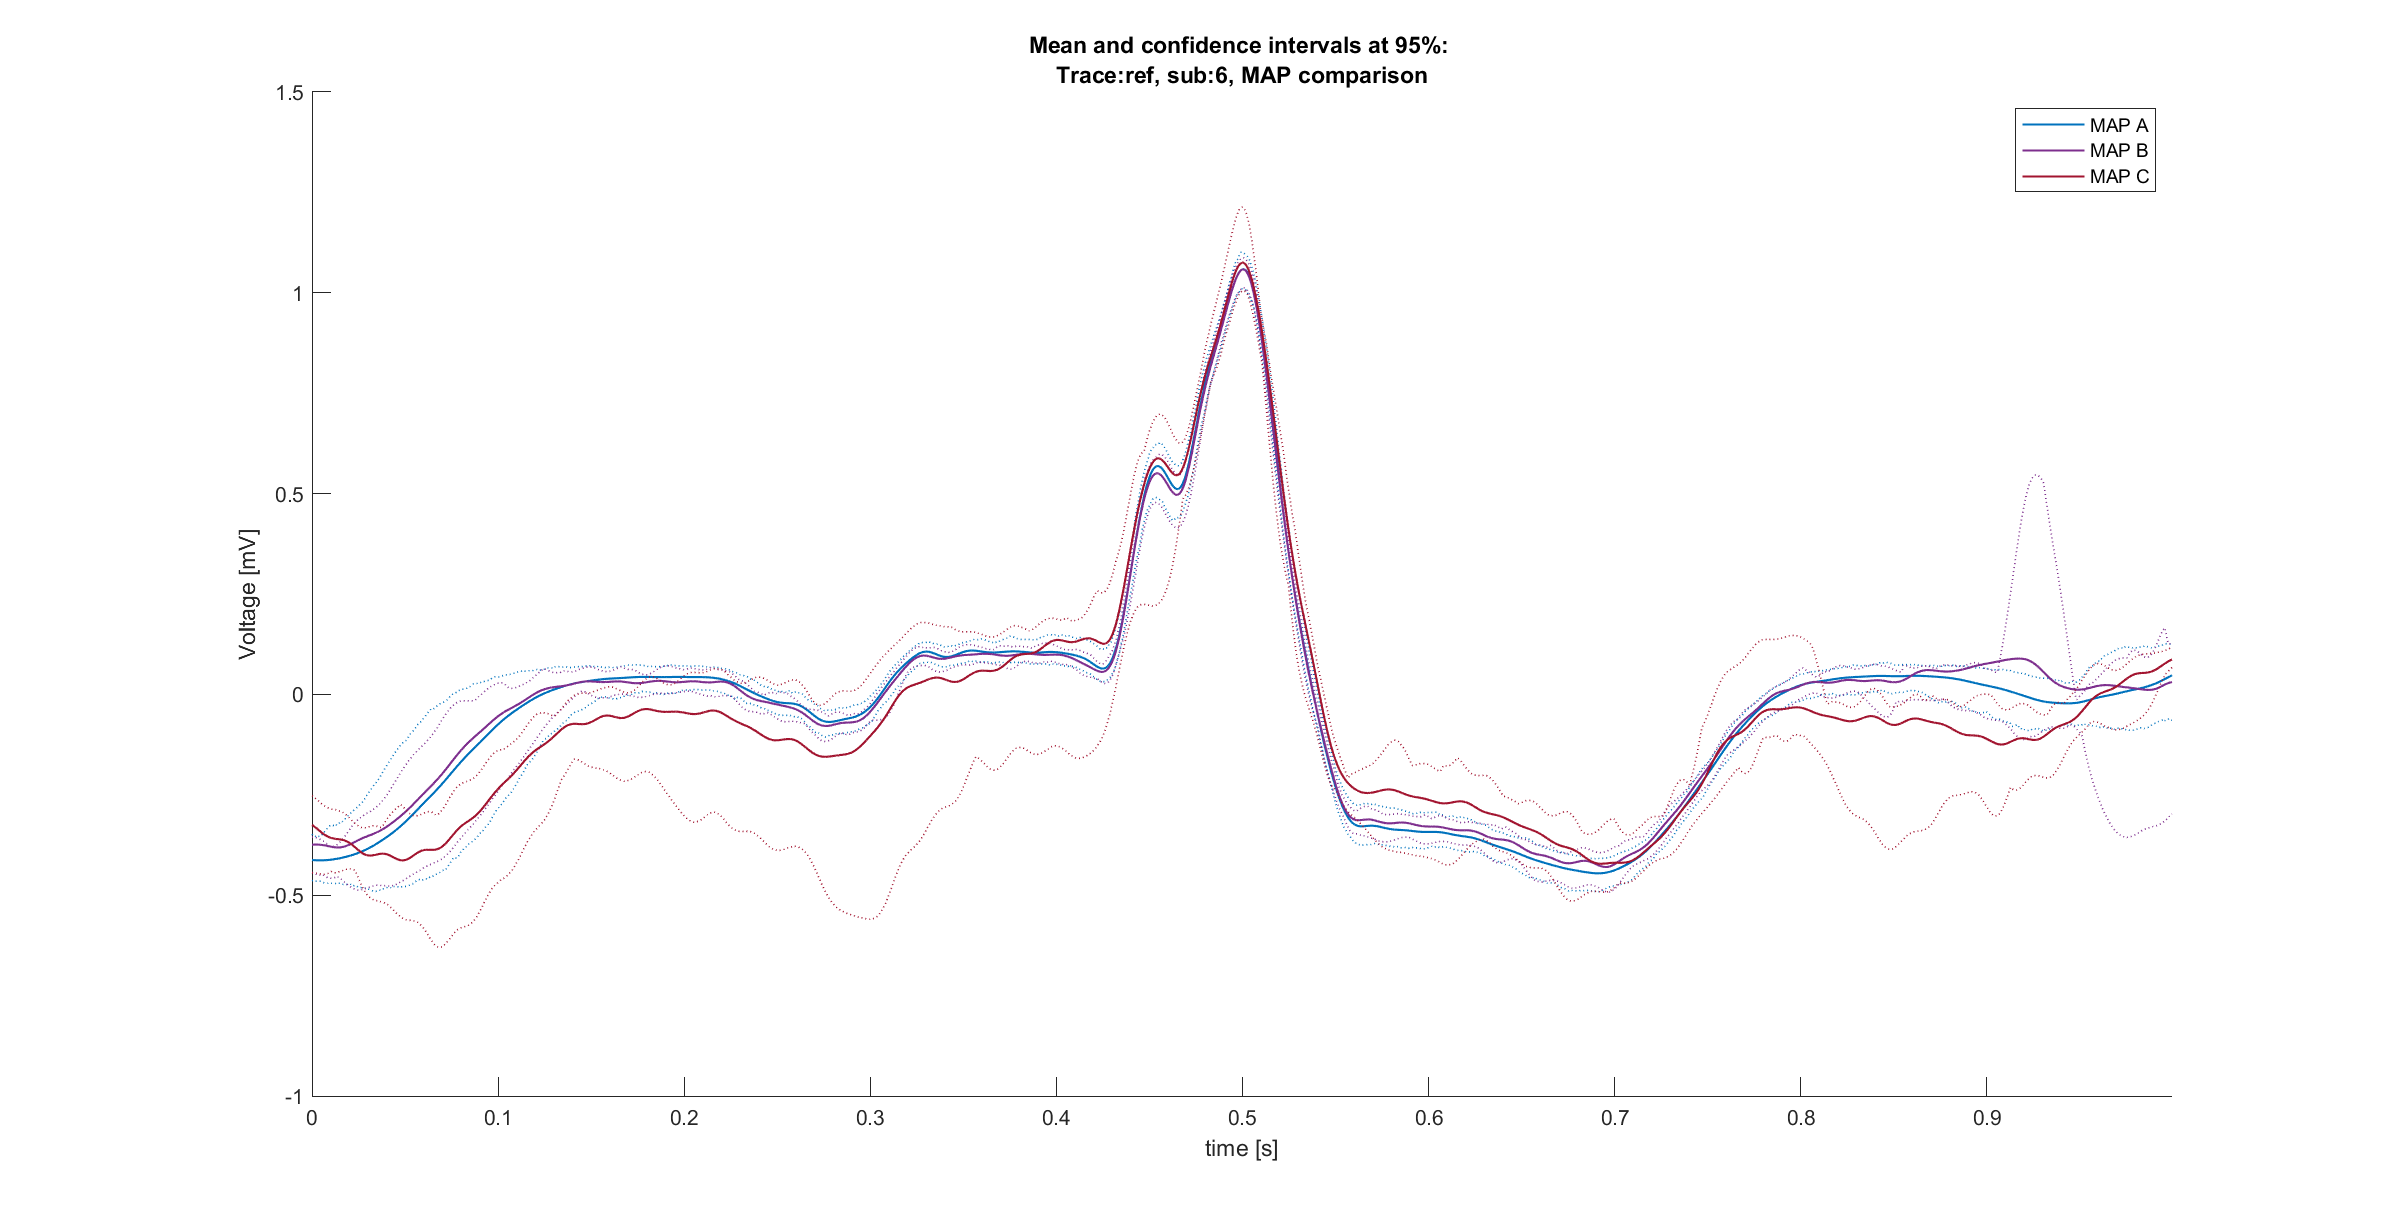 Mean and confidence intervals at 95%:
Trace:ref, sub:6, MAP comparison
MAP A
MAP B
MAP C
Voltage [mV]
1.5
1
0.5
0
-0.5
-1
0 0.1 0.2 0.3 0.4 0.5 0.6 0.7 0.8 0.9
time [s]